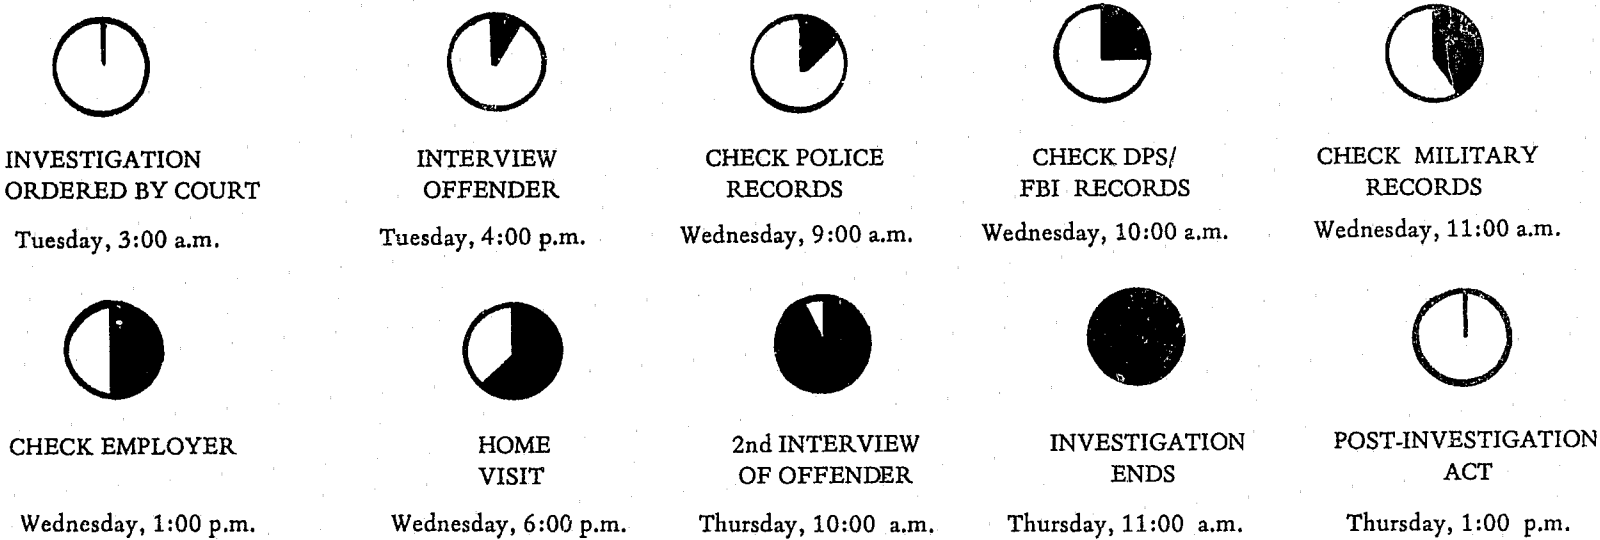 INVESTIGATION
ORDERED BY COURT
Tuesday, 3:00 a.m.
INTERVIEW
OFFENDER
Tuesday, 4:00 p.m.
CHECK POLICE
RECORDS
Wednesday, 9:00 a.m.
CHECK DPS/
FBI RECORDS
Wednesday, 10:00 a.m.
CHECK MILITARY
RECORDS
Wednesday, 11:00 a.m.
CHECK EMPLOYER
Wednesday, 1:00 p.m.
HOME
VISIT
Wednesday, 6:00 p.m.
2nd INTERVIEW
OF OFFENDER
Thursday, 10:00 a.m.
INVESTIGATION
ENDS
Thursday, 11:00 a.m.
POST-INVESTIGATION
ACT
Thursday, 1:00 p.m.